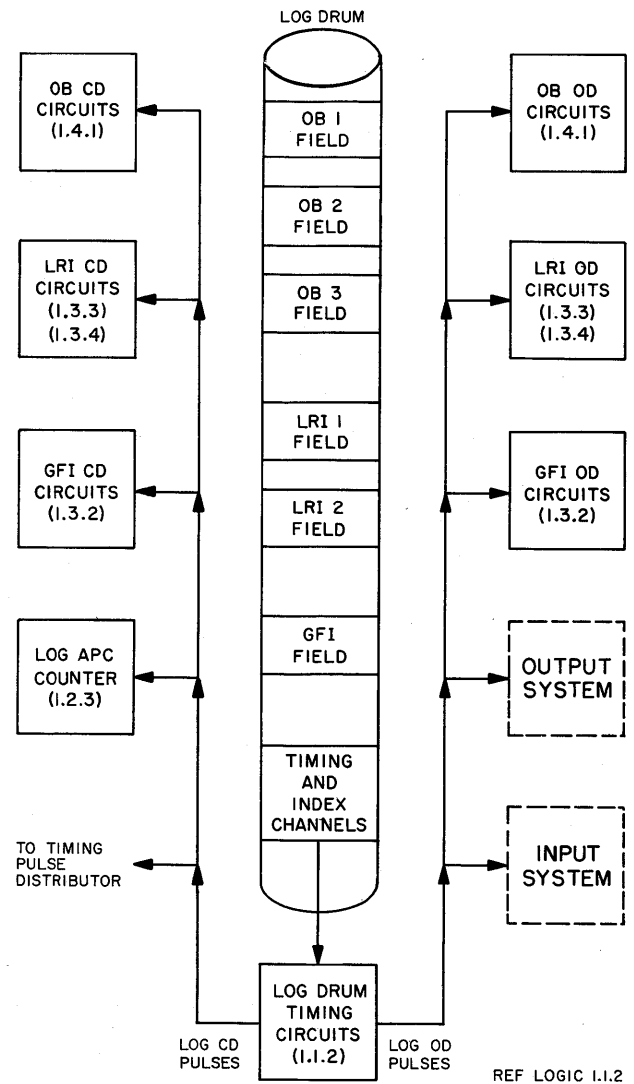 LOG DRUM
OB CD
CIRCUITS
(1.4.1)
LRI CD
CIRCUITS
(1.3.3)
(1.3.4)
GFI CD
CIRCUITS
(1.3.2)
LOG APC
COUNTER
(1.2.3)
TO TIMING
PULSE
DISTRIBUTOR
OB 1
FIELD
OB 2
FIELD
OB 3
FIELD
LRI 1
FIELD
LRI 2
FIELD
GFI
FIELD
TIMING
AND
INDEX
CHANNELS
OB OD
CIRCUITS
(1.4.1)
LRI OD
CIRCUITS
(1.3.3)
(1.3.4)
GFI OD
CIRCUITS
(1.3.2)
OUTPUT
SYSTEM
INPUT
SYSTEM
LOG CD
PULSES
LOG DRUM
TIMING
CIRCUITS
(1.1.2)
LOG OD
PULSES
REF LOGIC 1.1.2